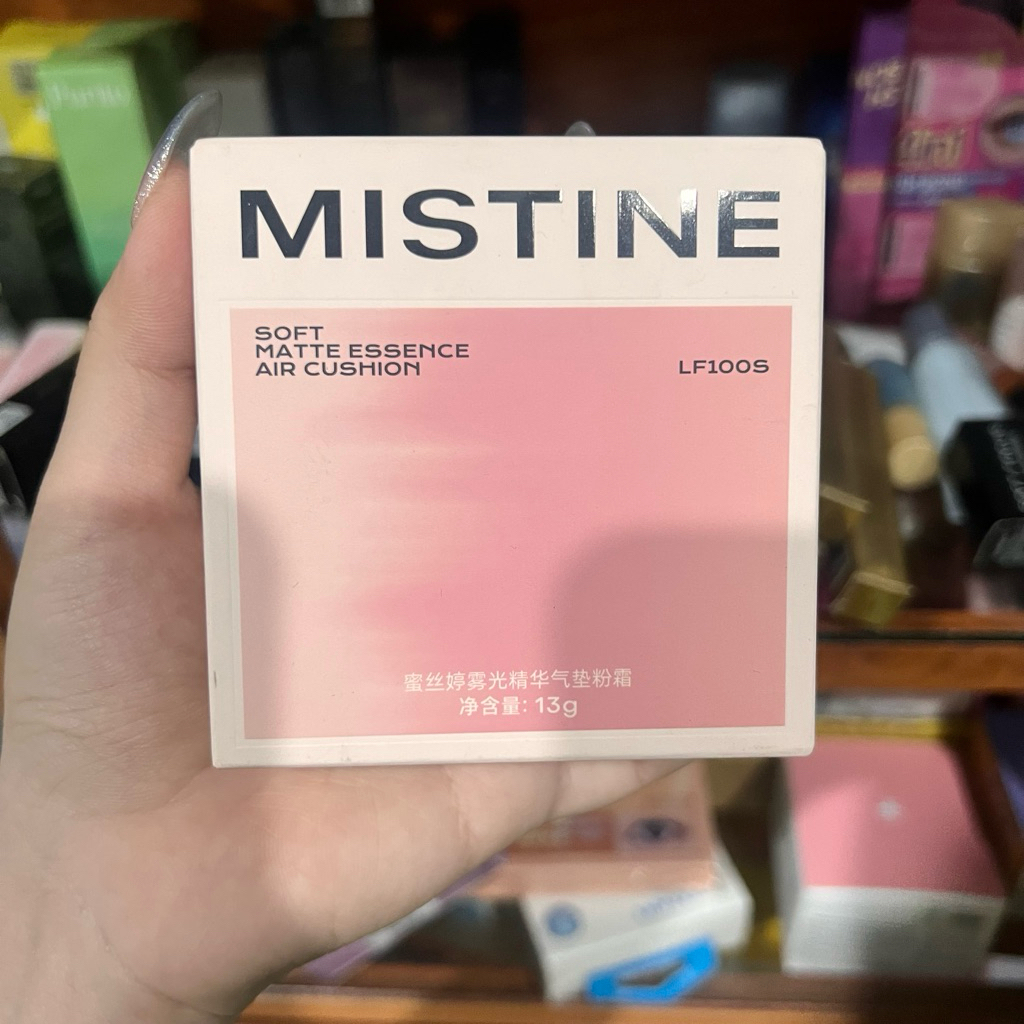 MISTINE
SOFT
MATTE ESSENCE
AIR CUSHION
LF100S
蜜丝婷雾光精华气垫粉霜
净含量: 13g